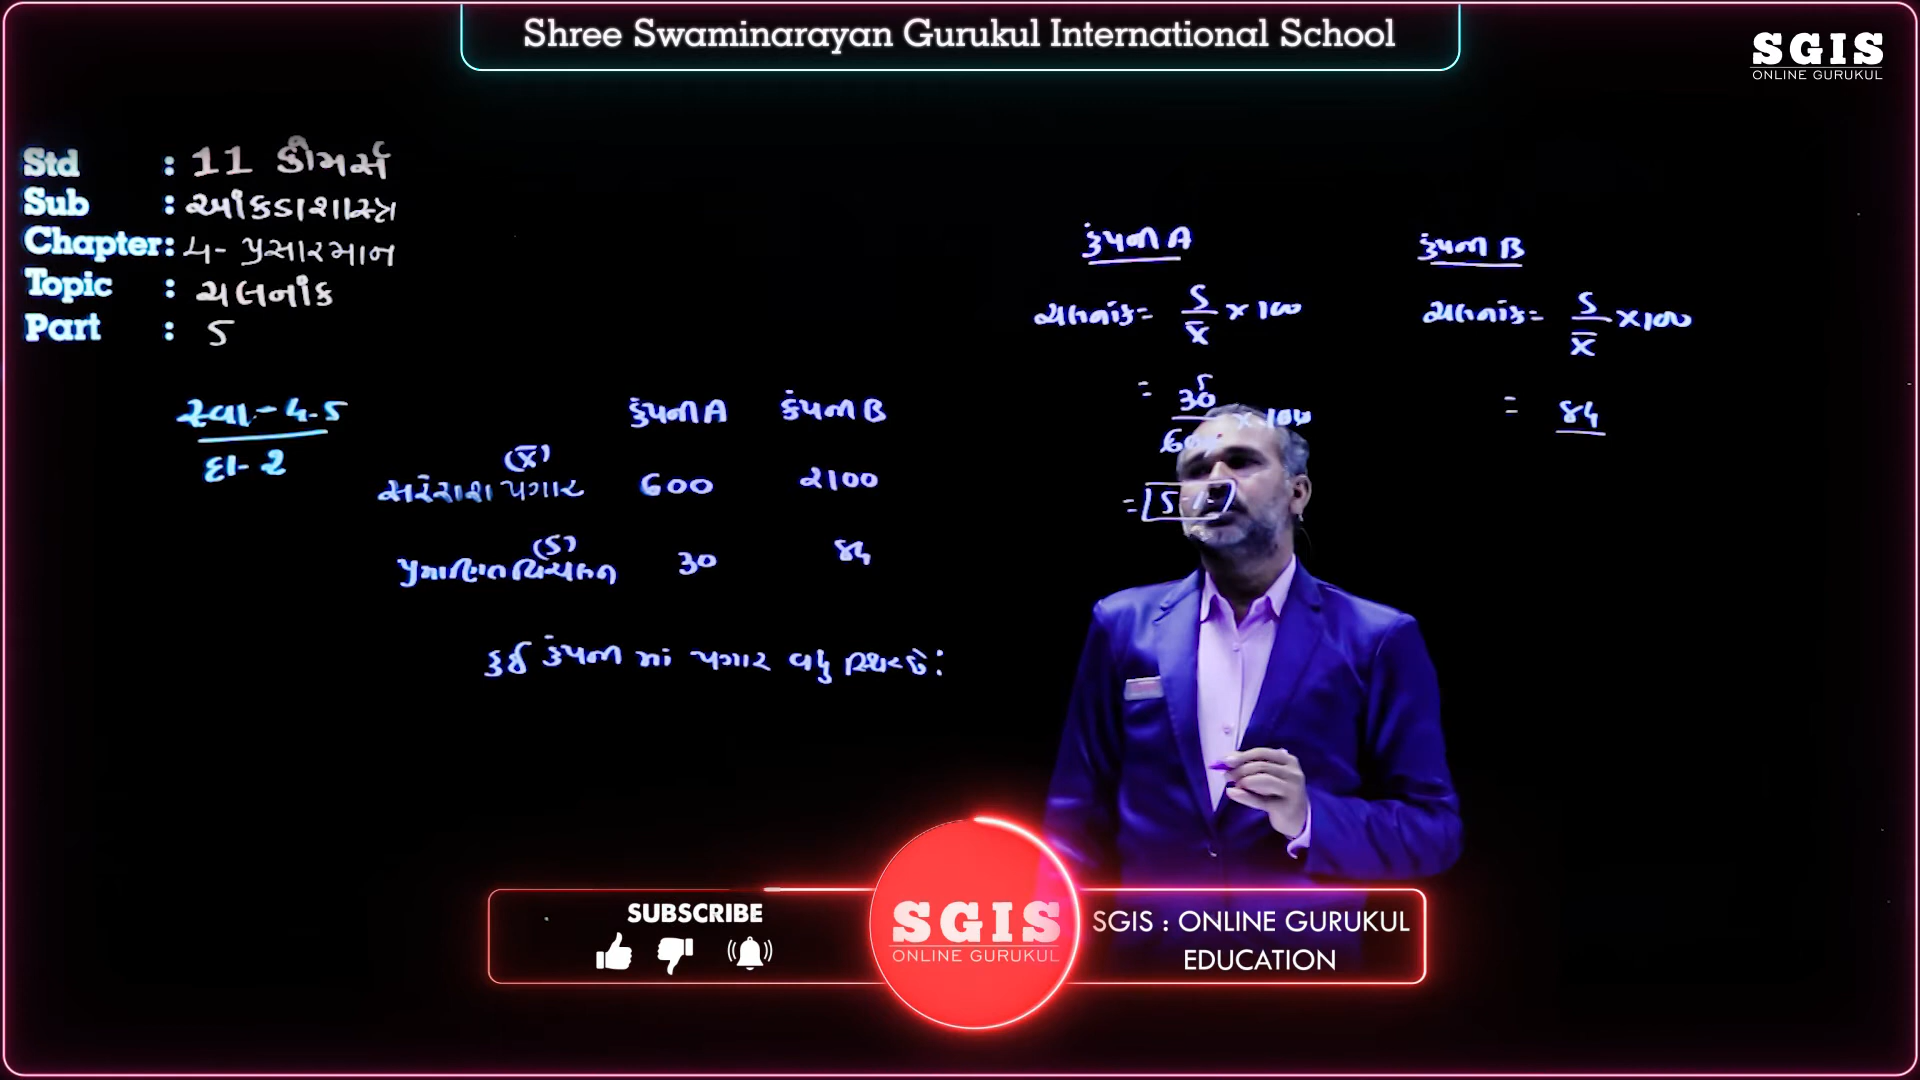 Shree Swaminarayan Gurukul International School
SGIS
ONLINE GURUKUL
Std : 11 કોમર્સ
Sub : આંકડાશાસ્ત્ર
Chapter: 4- પ્રસારમાન
Topic : ચલનાંક
Part : 5
સ્વા.- 4.5
દા- 2
કંપની A કંપની B
(x̄)
સરેરાશ પગાર 600 2100
(S)
પ્રમાણિત વિચલન 30 84
કઈ કંપની માં પગાર વધુ સ્થિર છે:
કંપની A
ચલનાંક = S/x̄ × 100
= 30/600 × 100
= 5
કંપની B
ચલનાંક = S/x̄ × 100
= 84
SUBSCRIBE
SGIS
ONLINE GURUKUL
SGIS : ONLINE GURUKUL
EDUCATION